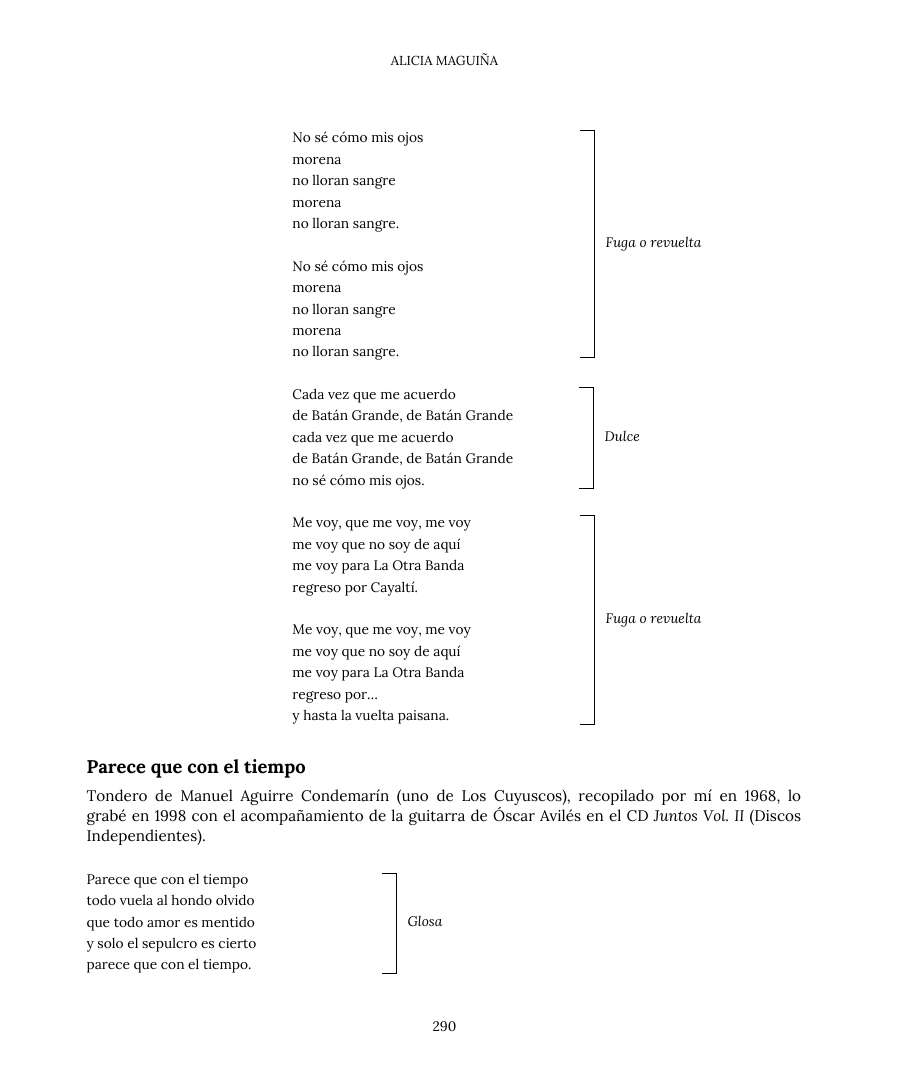 ALICIA MAGUIÑA
No sé cómo mis ojos
morena
no lloran sangre
morena
no lloran sangre.
Fuga o revuelta
No sé cómo mis ojos
morena
no lloran sangre
morena
no lloran sangre.
Cada vez que me acuerdo
de Batán Grande, de Batán Grande
cada vez que me acuerdo
Dulce
de Batán Grande, de Batán Grande
no sé cómo mis ojos.
Me voy, que me voy, me voy
me voy que no soy de aquí
me voy para La Otra Banda
regreso por Cayaltí.
Fuga o revuelta
Me voy, que me voy, me voy
me voy que no soy de aquí
me voy para La Otra Banda
regreso por...
y hasta la vuelta paisana.
Parece que con el tiempo
Tondero de Manuel Aguirre Condemarín (uno de Los Cuyuscos), recopilado por mí en 1968, lo
grabé en 1998 con el acompañamiento de la guitarra de Óscar Avilés en el CD Juntos Vol. II (Discos
Independientes).
Parece que con el tiempo
todo vuela al hondo olvido
que todo amor es mentido
Glosa
y solo el sepulcro es cierto
parece que con el tiempo.
290